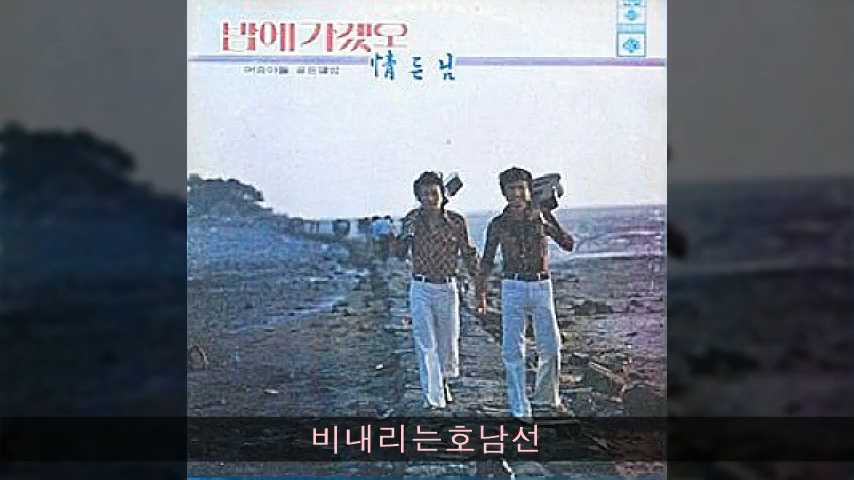 밤에 가겠오
情든님
비내리는호남선